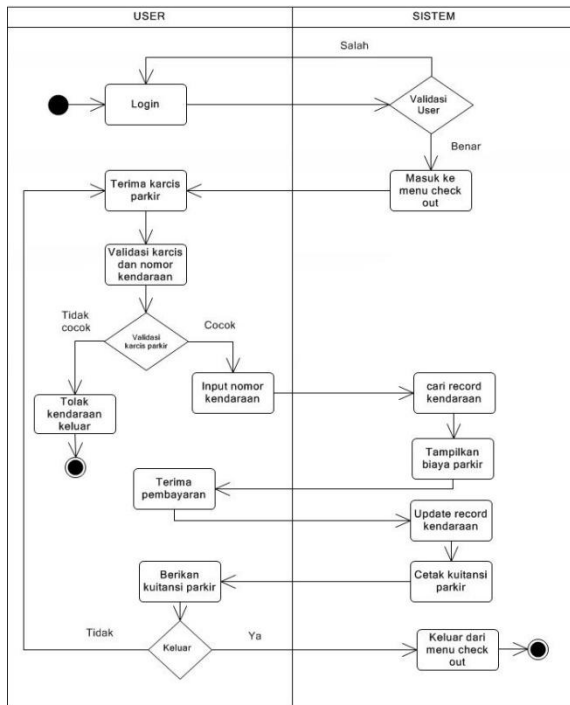 USER
SISTEM
Salah
Login
Validasi
User
Benar
Terima karcis
parkir
Masuk ke
menu check
out
Validasi karcis
dan nomor
kendaraan
Tidak
cocok
Cocok
Validasi
karcis parkir
Input nomor
kendaraan
cari record
kendaraan
Tolak
kendaraan
keluar
Tampilkan
biaya parkir
Terima
pembayaran
Update record
kendaraan
Berikan
kuitansi parkir
Cetak kuitansi
parkir
Tidak
Keluar
Ya
Keluar dari
menu check
out